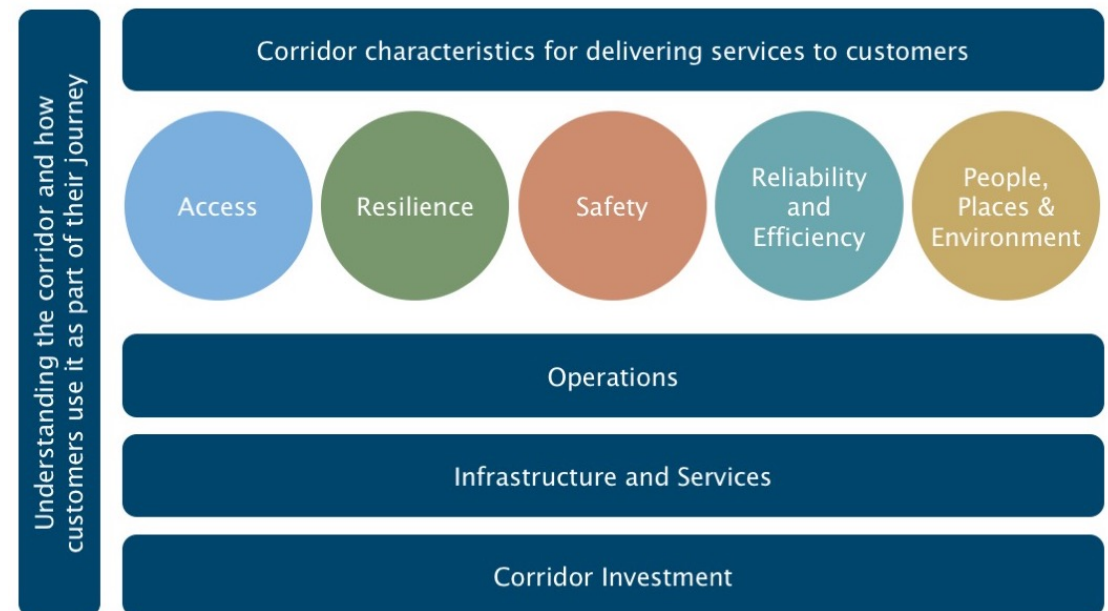 Understanding the corridor and how
customers use it as part of their journey
Corridor characteristics for delivering services to customers
Access
Resilience
Safety
Reliability
and
Efficiency
People,
Places &
Environment
Operations
Infrastructure and Services
Corridor Investment